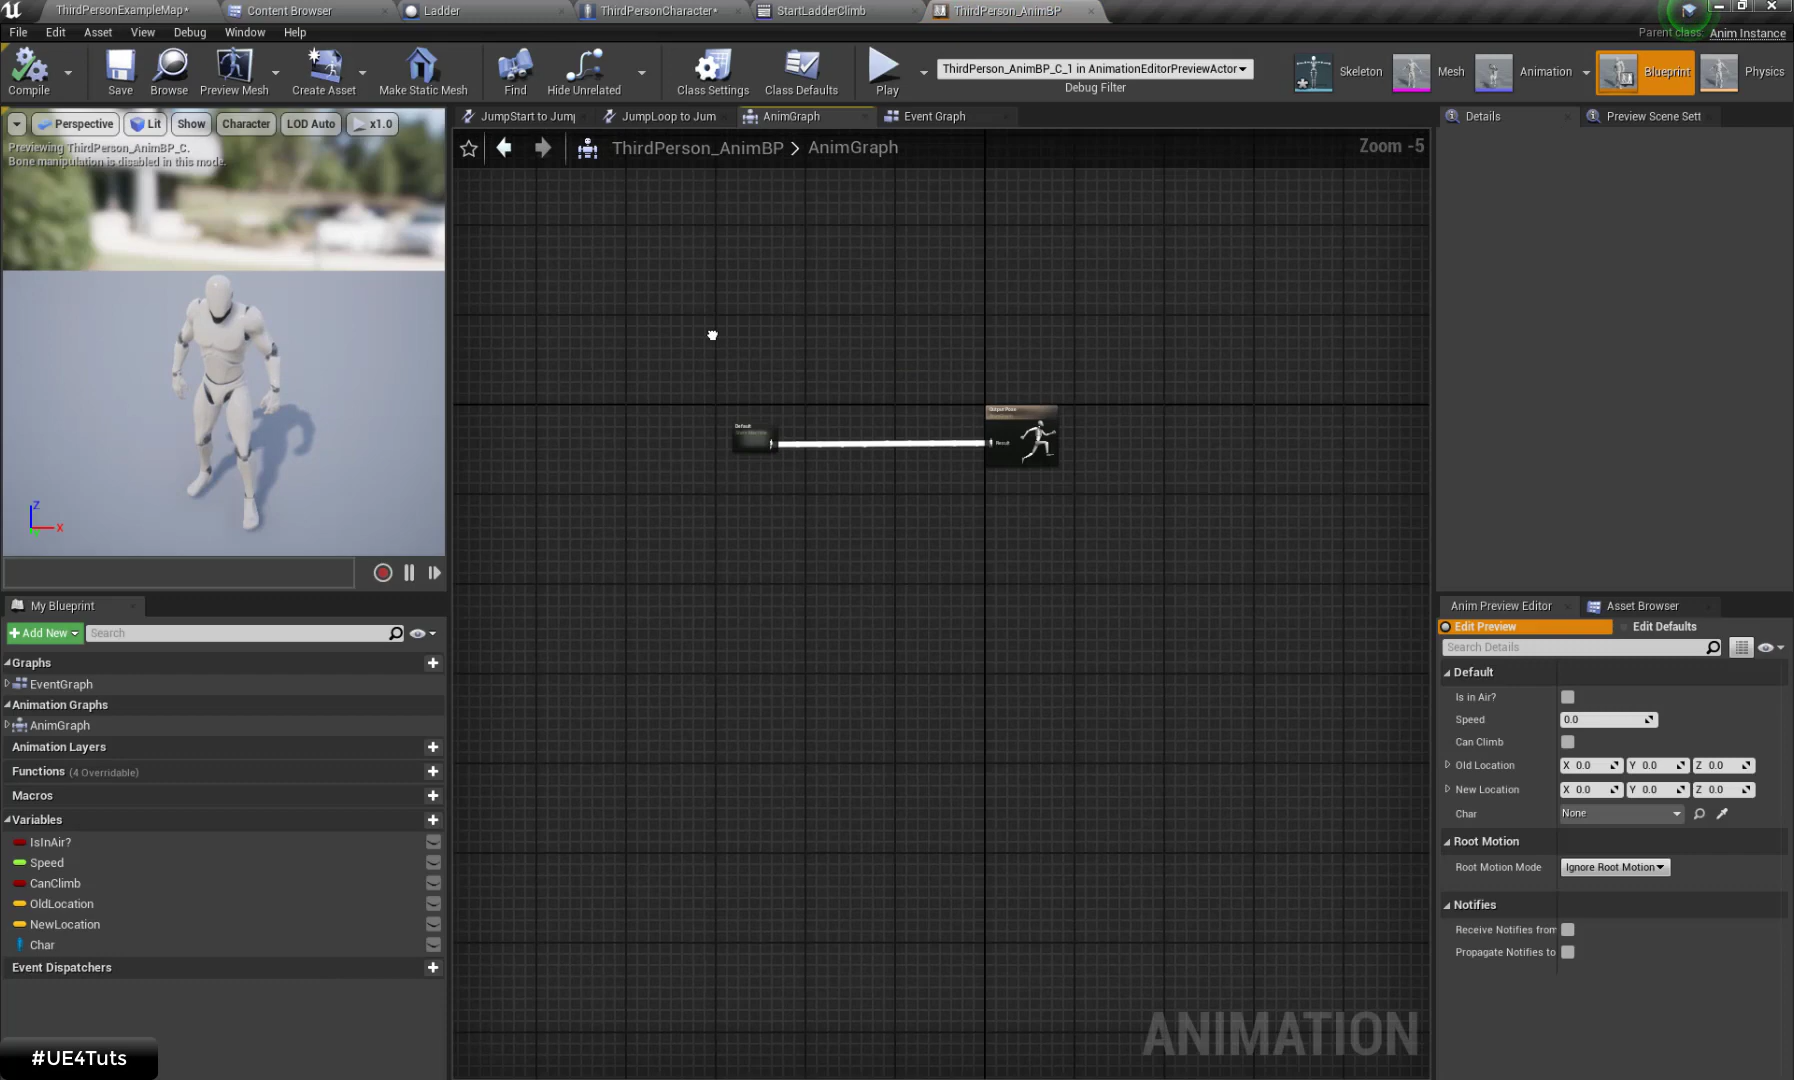 ThirdPersonExampleMap*
Content Browser
Ladder
ThirdPersonCharacter*
StartLadderClimb
ThirdPerson_AnimBP
File Edit Asset View Debug Window Help
Parent class: Anim Instance
Compile
Save
Browse
Preview Mesh
Create Asset
Make Static Mesh
Find
Hide Unrelated
Class Settings
Class Defaults
Play
ThirdPerson_AnimBP_C_1 in AnimationEditorPreviewActor
Debug Filter
Skeleton
Mesh
Animation
Blueprint
Physics
Perspective
Lit
Show
Character
LOD Auto
x1.0
Previewing ThirdPerson_AnimBP_C.
Bone manipulation is disabled in this mode.
Z
X
JumpStart to Jump
JumpLoop to Jum
AnimGraph
Event Graph
ThirdPerson_AnimBP > AnimGraph
Zoom -5
Default
State Machine
Output Pose
Result
ANIMATION
My Blueprint
+ Add New
Search
Graphs
EventGraph
Animation Graphs
AnimGraph
Animation Layers
Functions (4 Overridable)
Macros
Variables
IsInAir?
Speed
CanClimb
OldLocation
NewLocation
Char
Event Dispatchers
#UE4Tuts
Details
Preview Scene Sett
Anim Preview Editor
Asset Browser
Edit Preview
Edit Defaults
Search Details
Default
Is in Air?
Speed 0.0
Can Climb
Old Location X 0.0 Y 0.0 Z 0.0
New Location X 0.0 Y 0.0 Z 0.0
Char None
Root Motion
Root Motion Mode Ignore Root Motion
Notifies
Receive Notifies from
Propagate Notifies to